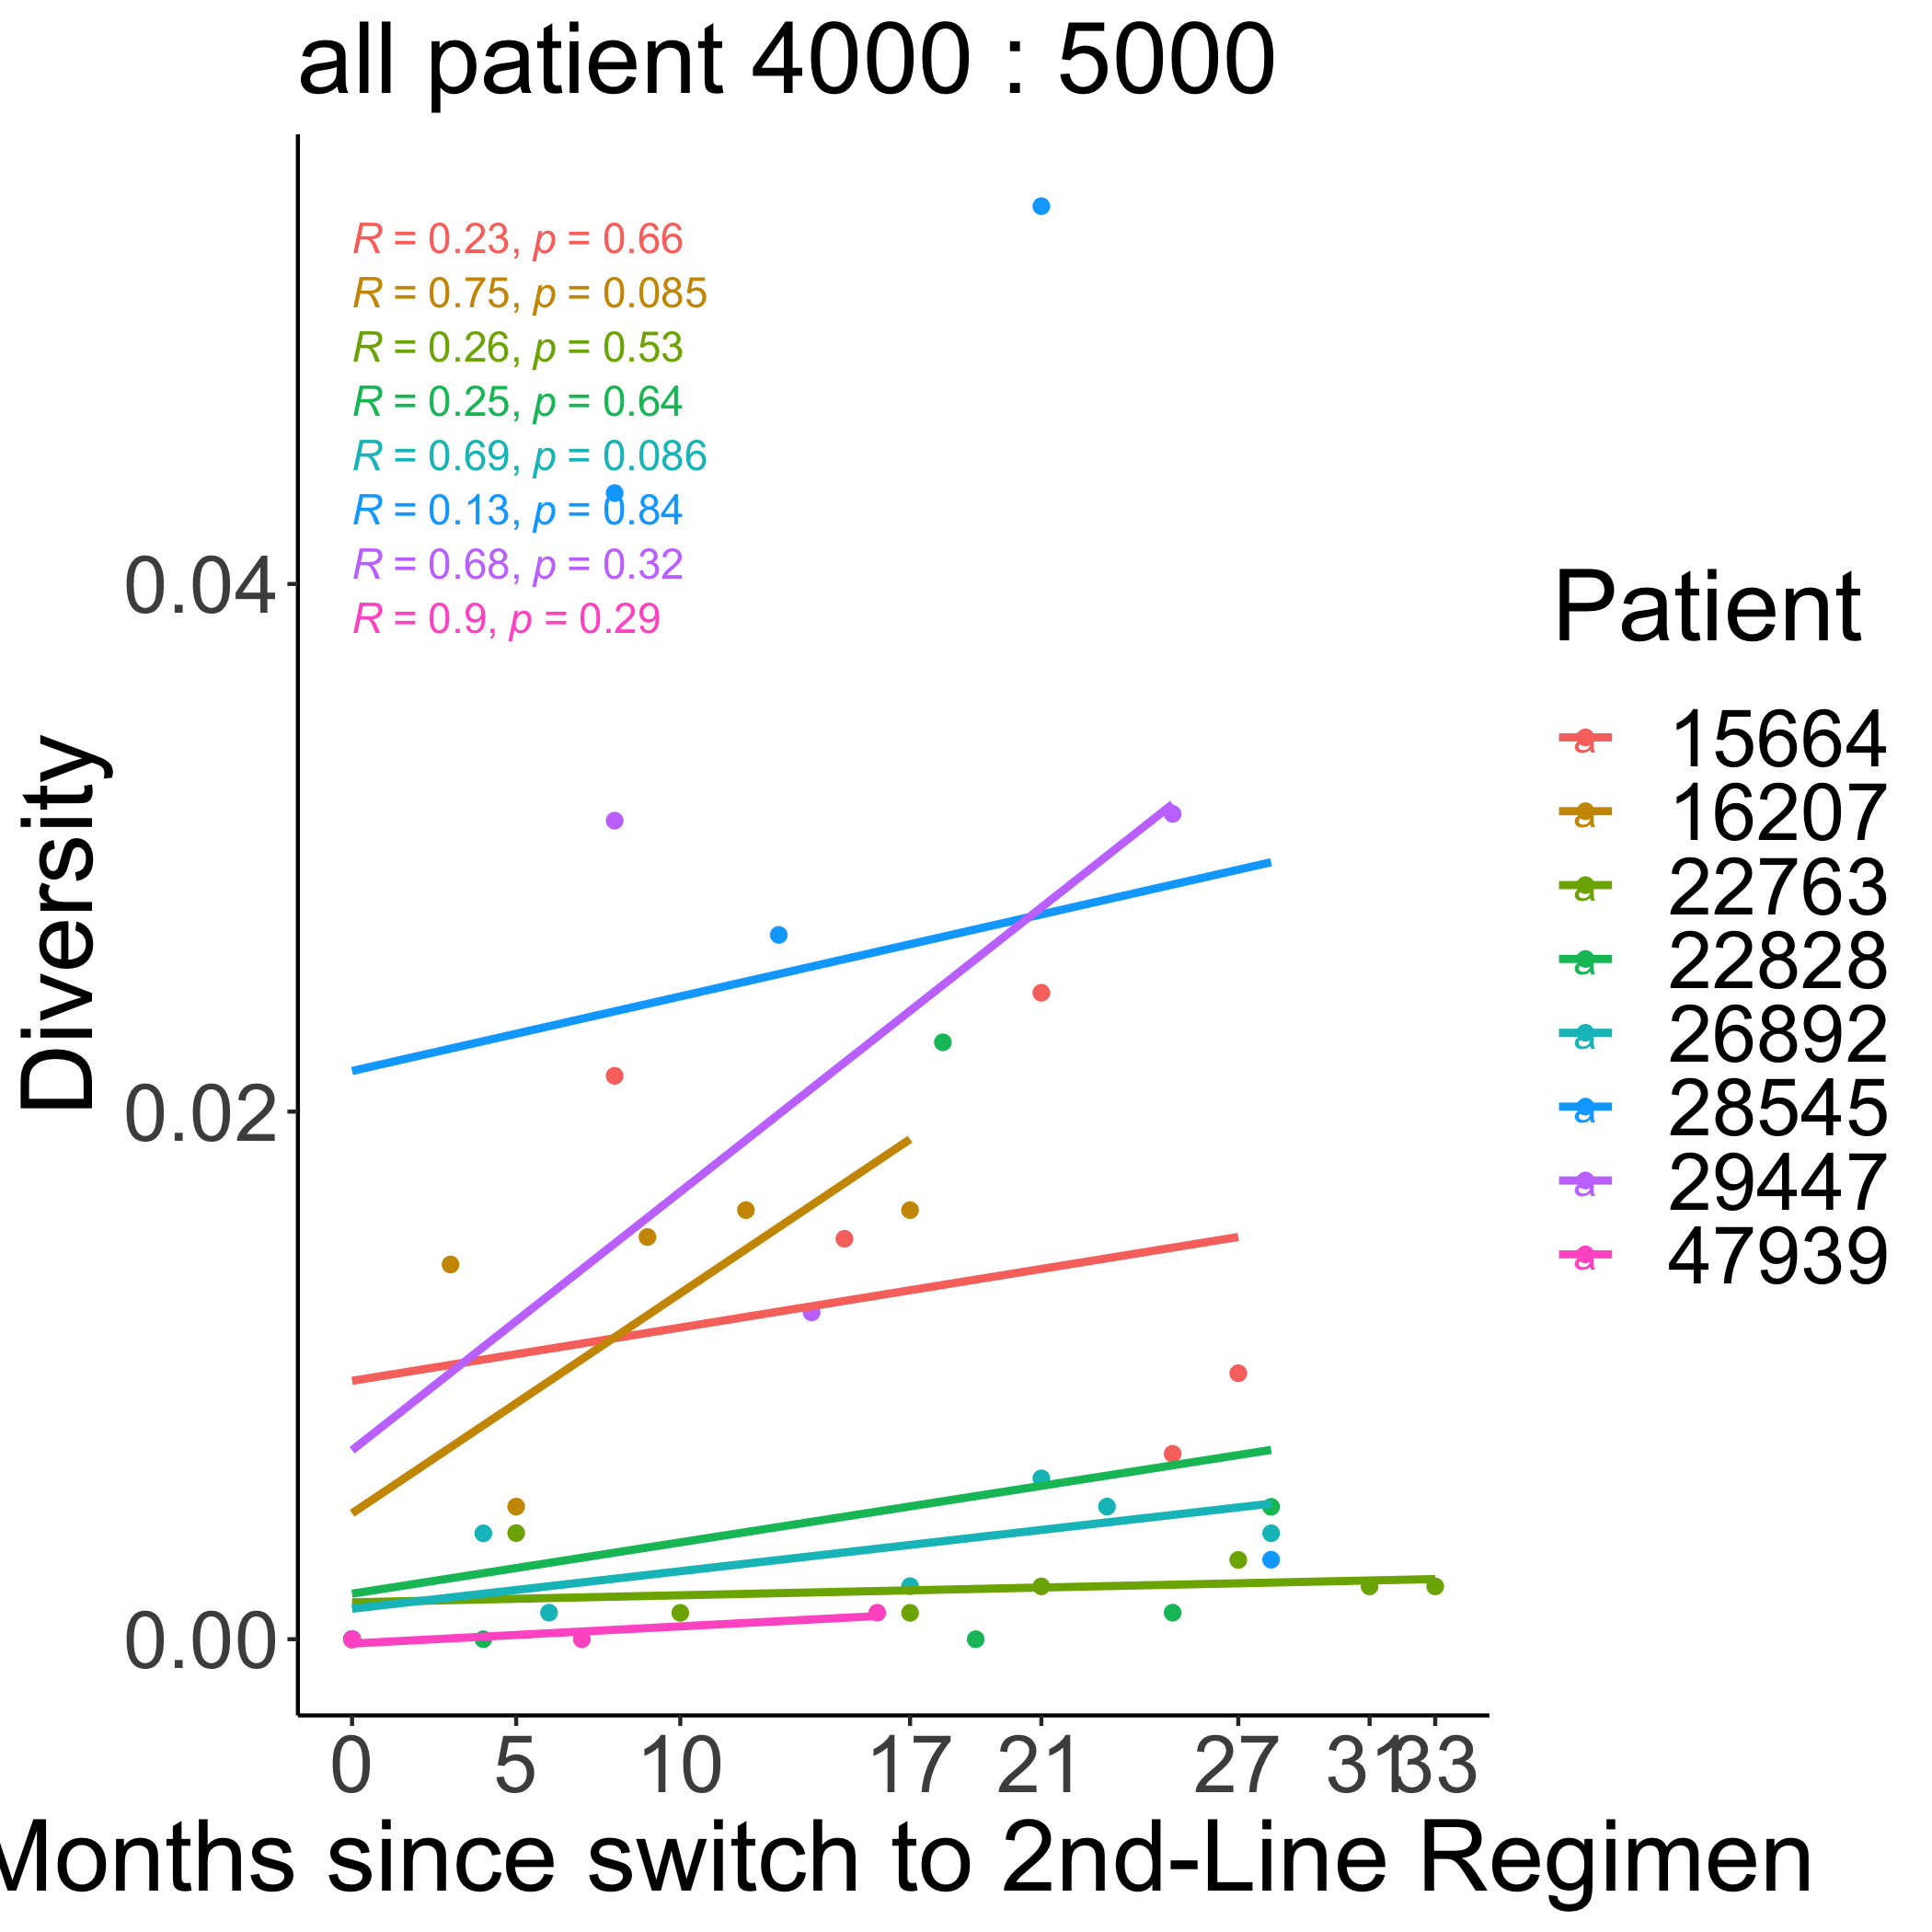 all patient 4000 : 5000
R = 0.23, p = 0.66
R = 0.75, p = 0.085
R = 0.26, p = 0.53
R = 0.25, p = 0.64
R = 0.69, p = 0.086
R = 0.13, p = 0.84
R = 0.68, p = 0.32
R = 0.9, p = 0.29
0.04
0.02
0.00
Diversity
0 5 10 17 21 27 31 33
Months since switch to 2nd-Line Regimen
Patient
a 15664
a 16207
a 22763
a 22828
a 26892
a 28545
a 29447
a 47939